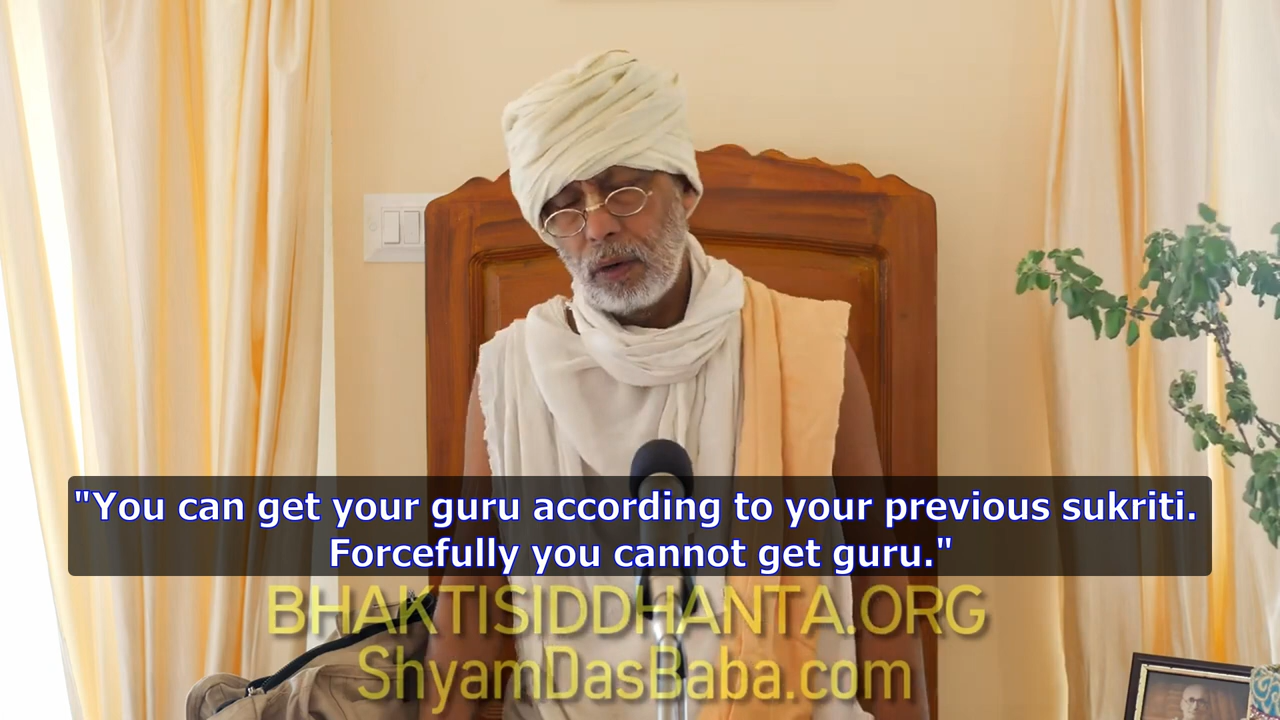 "You can get your guru according to your previous sukriti.
Forcefully you cannot get guru."
BHAKTISIDDHANTA.ORG
ShyamDasBaba.com